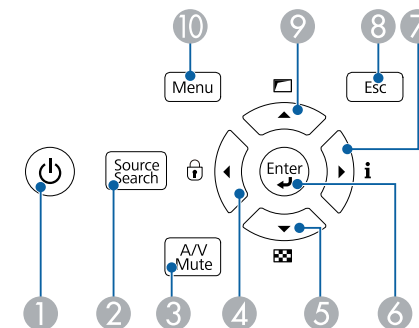 10 9 8 7
Menu
Esc
Source
Search
Enter
i
A/V
Mute
1 2 3 4 5 6